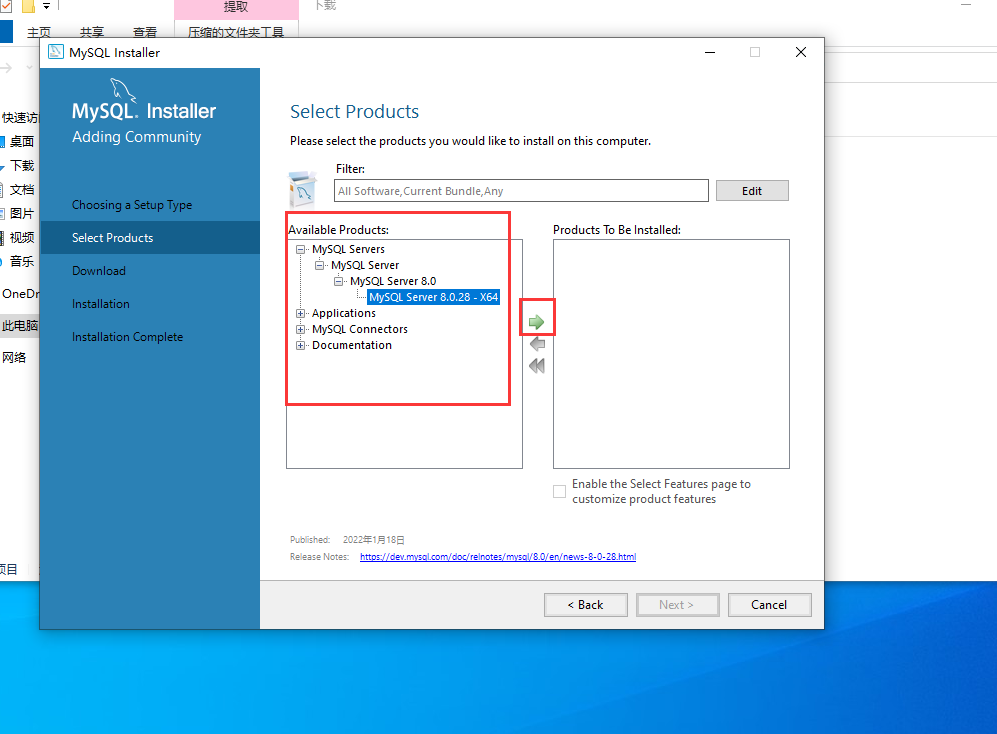 提取
下载
主页
共享
查看
压缩的文件夹工具
MySQL Installer
快速访
桌面
下载
文档
图片
视频
音乐
此电脑
网络
项目
MySQL. Installer
Adding Community
Choosing a Setup Type
Select Products
Download
Installation
Installation Complete
Select Products
Please select the products you would like to install on this computer.
Filter:
All Software,Current Bundle,Any
Edit
Available Products:
MySQL Servers
MySQL Server
MySQL Server 8.0
MySQL Server 8.0.28 - X64
Applications
MySQL Connectors
Documentation
Products To Be Installed:
Enable the Select Features page to
customize product features
Published: 2022年1月18日
Release Notes: https://dev.mysql.com/doc/relnotes/mysql/8.0/en/news-8-0-28.html
< Back
Next >
Cancel